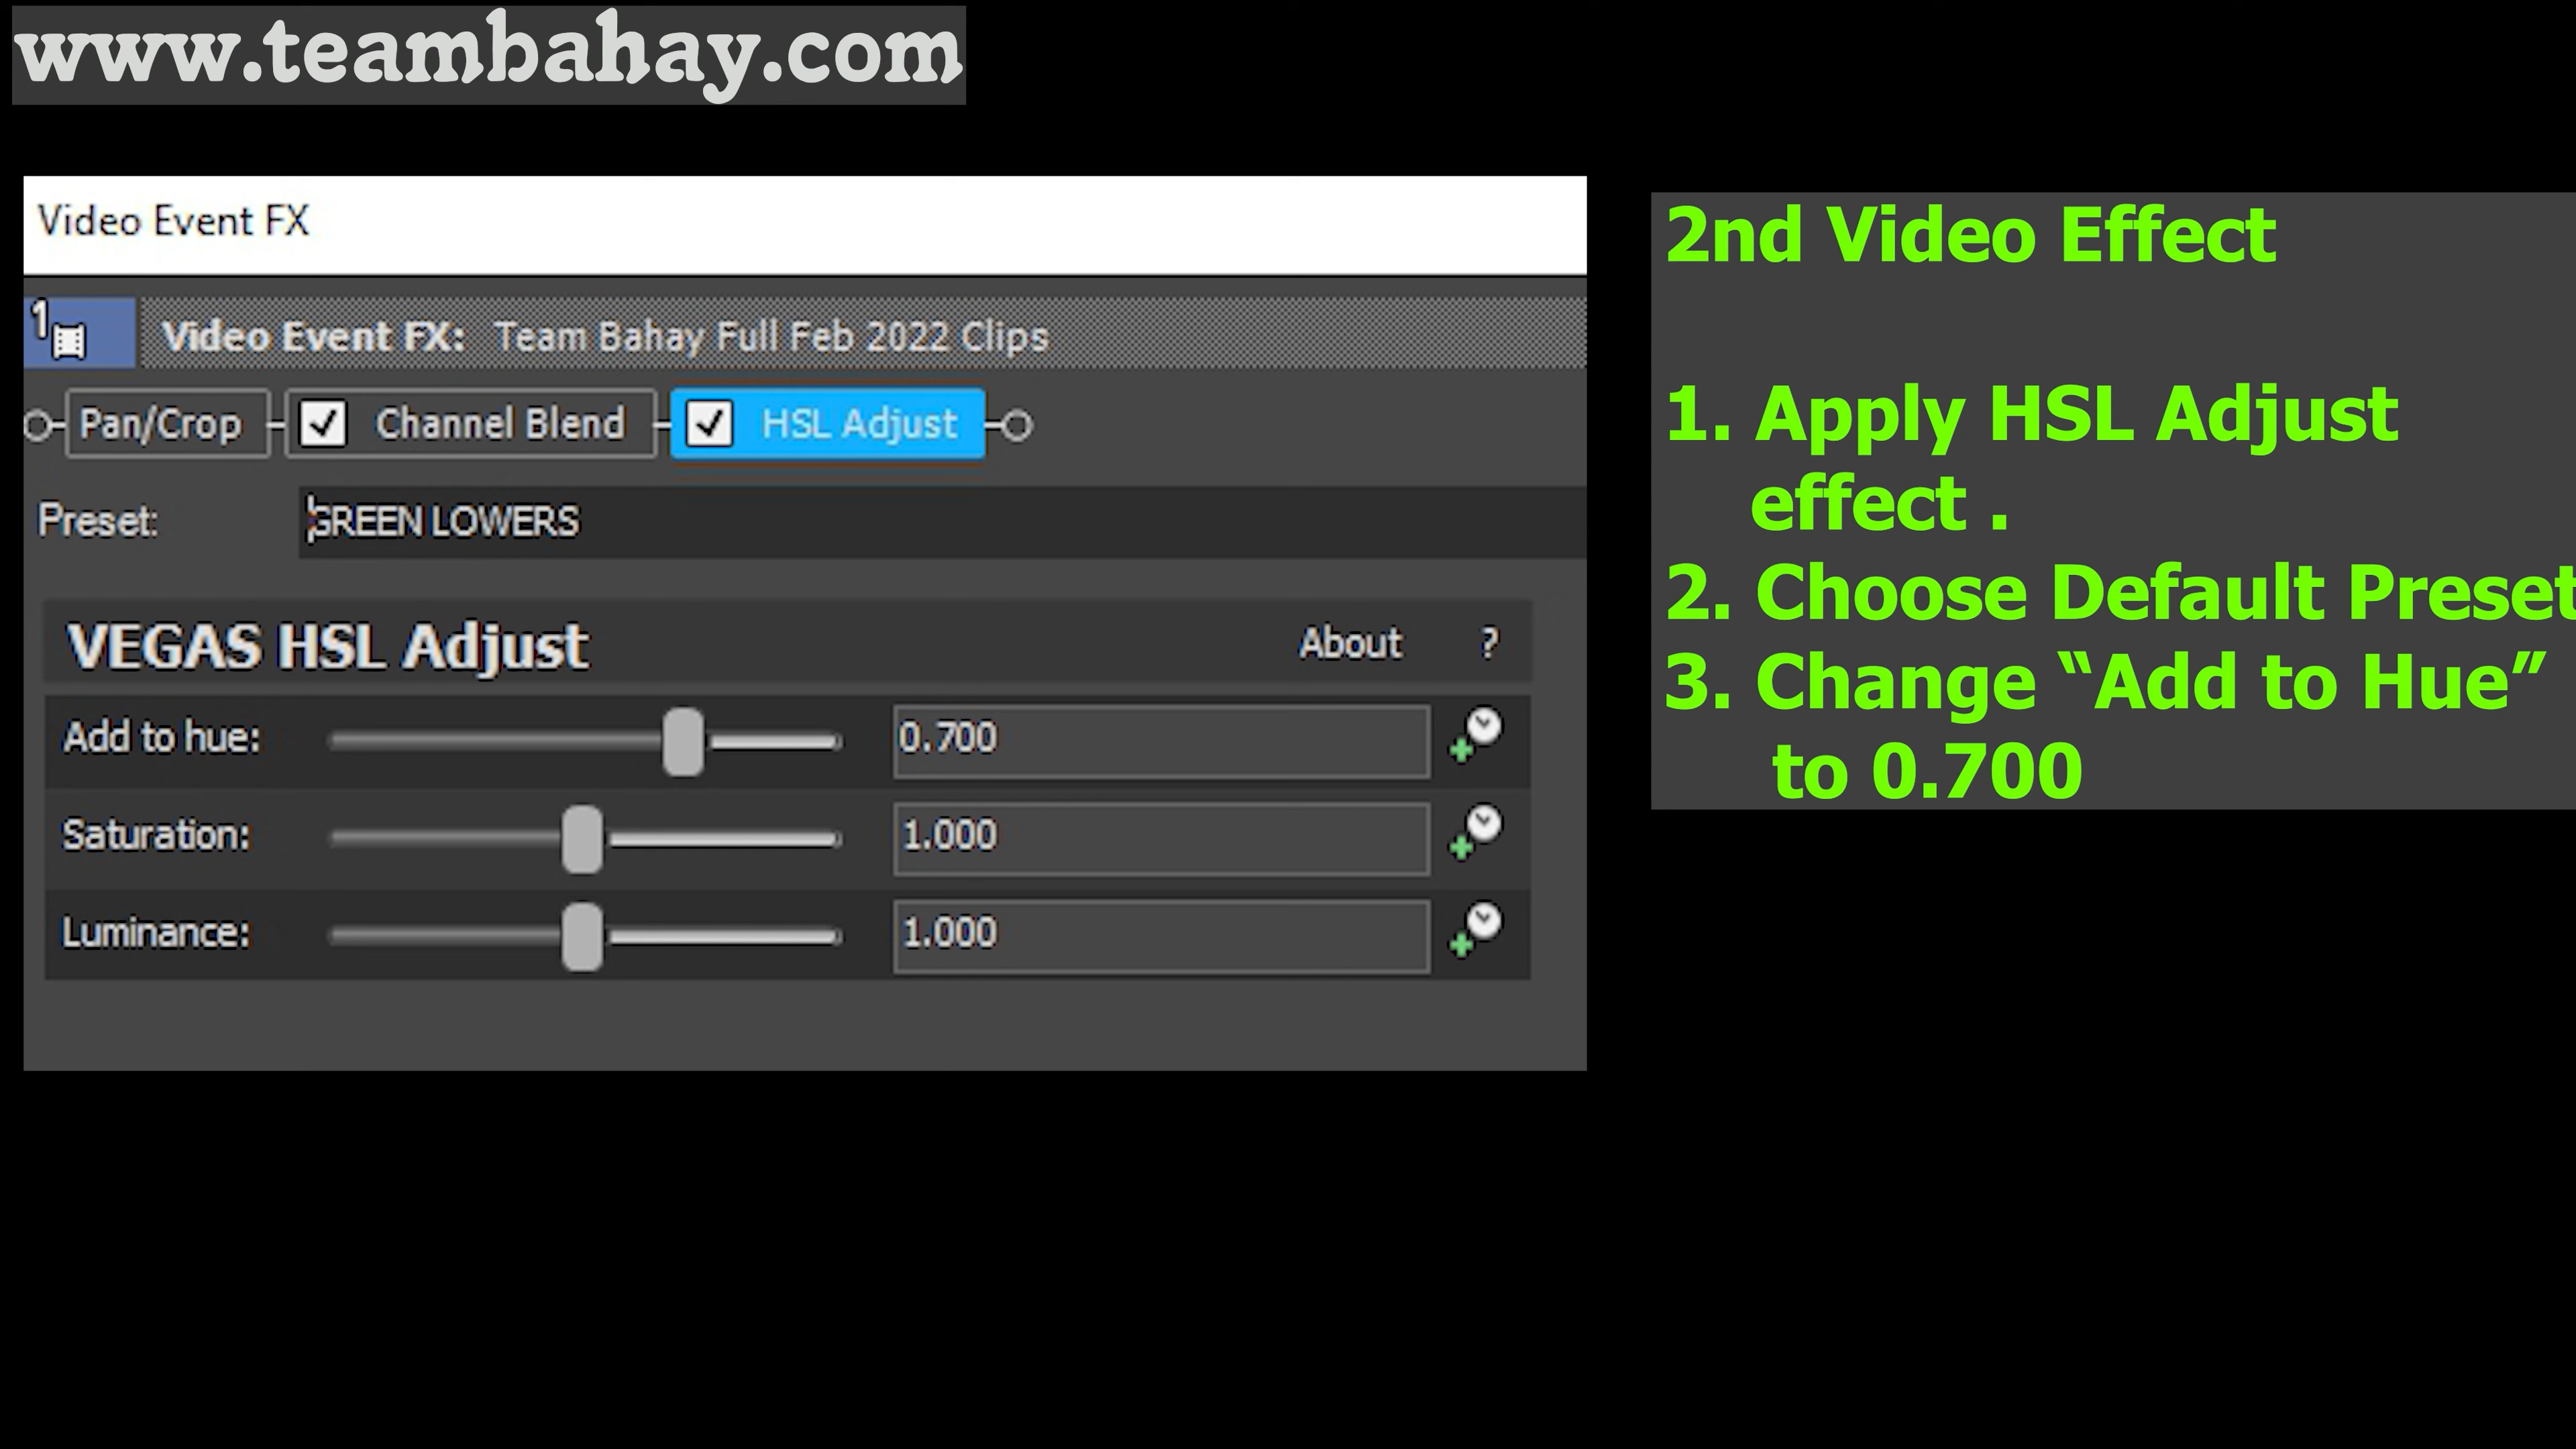 www.teambahay.com
Video Event FX
1
Video Event FX: Team Bahay Full Feb 2022 Clips
Pan/Crop Channel Blend HSL Adjust
Preset: GREEN LOWERS
VEGAS HSL Adjust About ?
Add to hue: 0.700
Saturation: 1.000
Luminance: 1.000
2nd Video Effect
1. Apply HSL Adjust
effect .
2. Choose Default Preset
3. Change “Add to Hue”
to 0.700